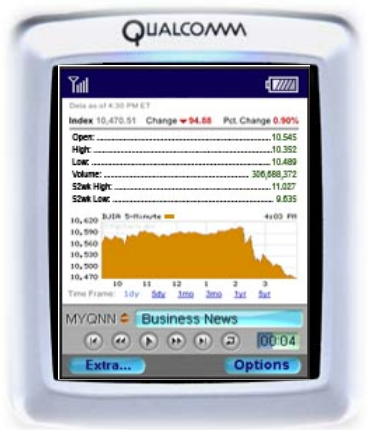 QUALCOMM
Data as of 4:30 PM ET
Index 10,470.51 Change 94.88 Pct. Change 0.90%
Open: 10.545
High: 10.352
Low: 10.489
Volume: 306,688,372
52wk High: 11.027
52wk Low: 9.635
DJIA 5-Minute 4:03 PM
10,620
10,590
10,560
10,530
10,500
10,470
10 11 12 1 2 3
Time Frame: 1dy 5dy 1mo 3mo 1yr 5yr
MYQNN Business News
00:04
Extra... Options